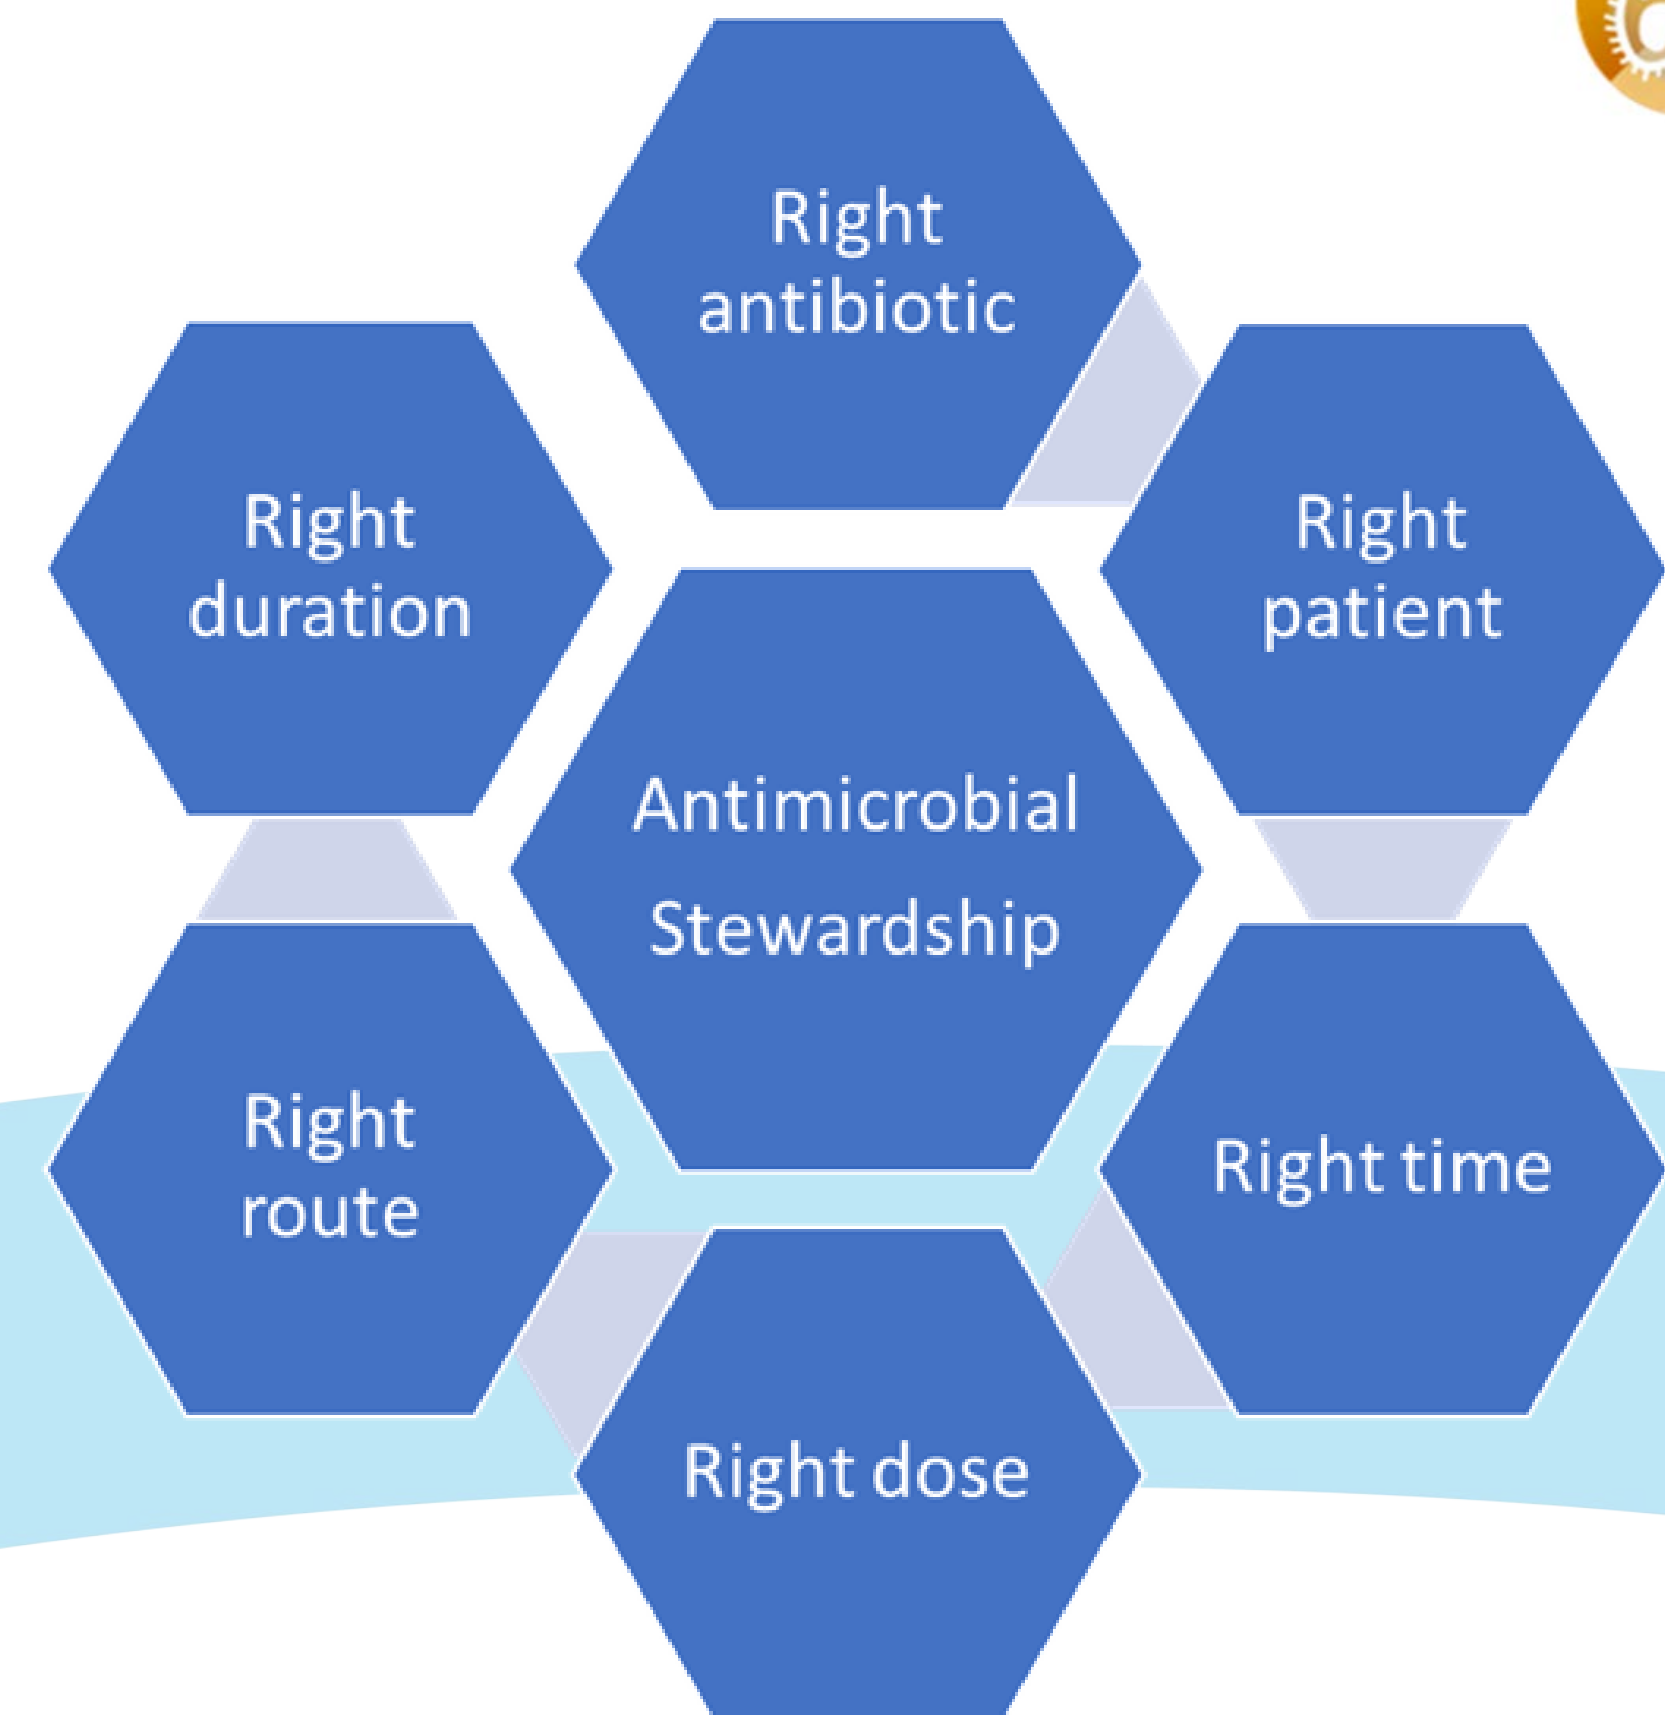 Right
antibiotic
Right
patient
Right time
Right dose
Right
route
Right
duration
Antimicrobial
Stewardship